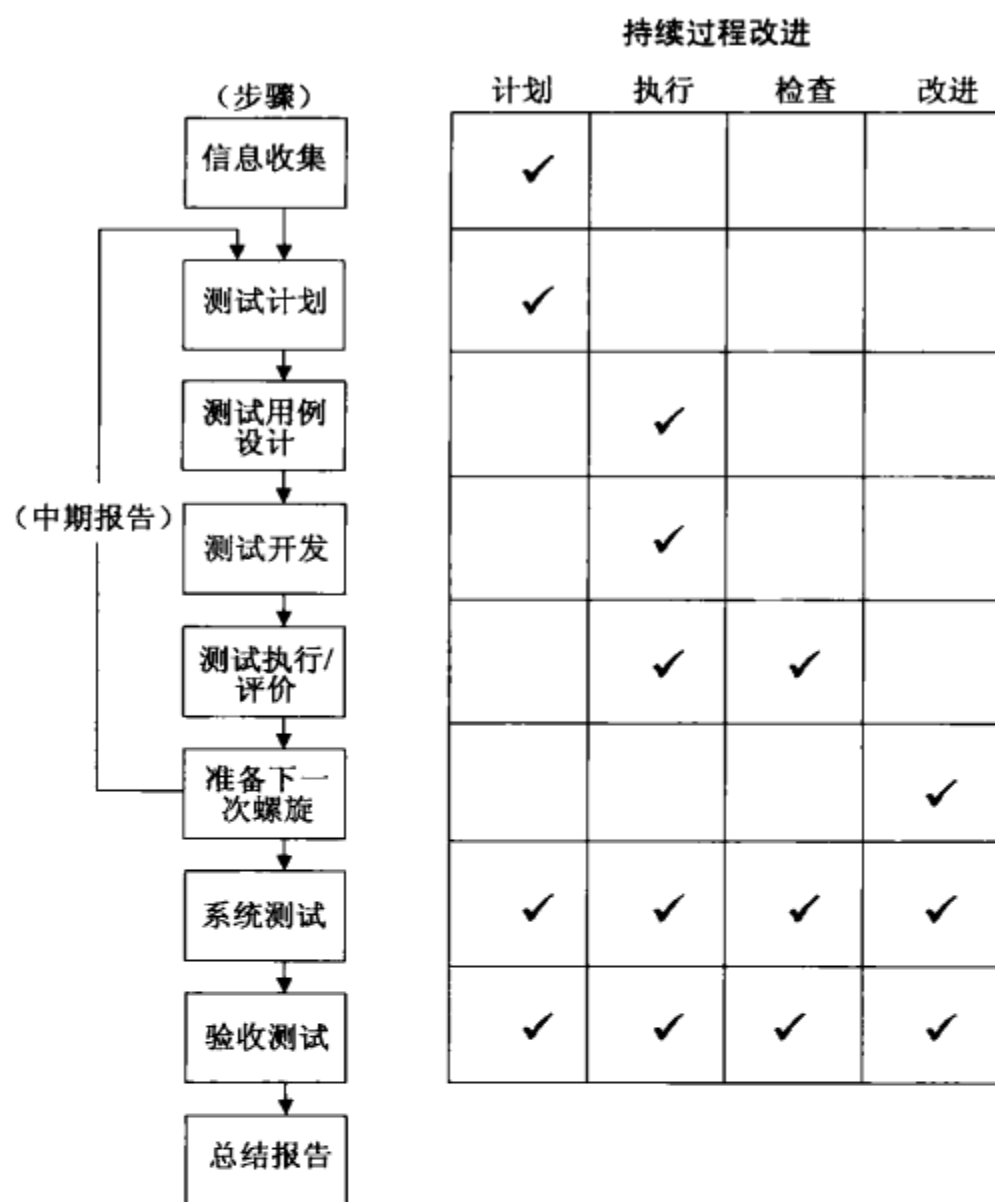 持续过程改进
计划 执行 检查 改进
（步骤）
信息收集
测试计划
测试用例
设计
（中期报告）
测试开发
测试执行/
评价
准备下一
次螺旋
系统测试
验收测试
总结报告